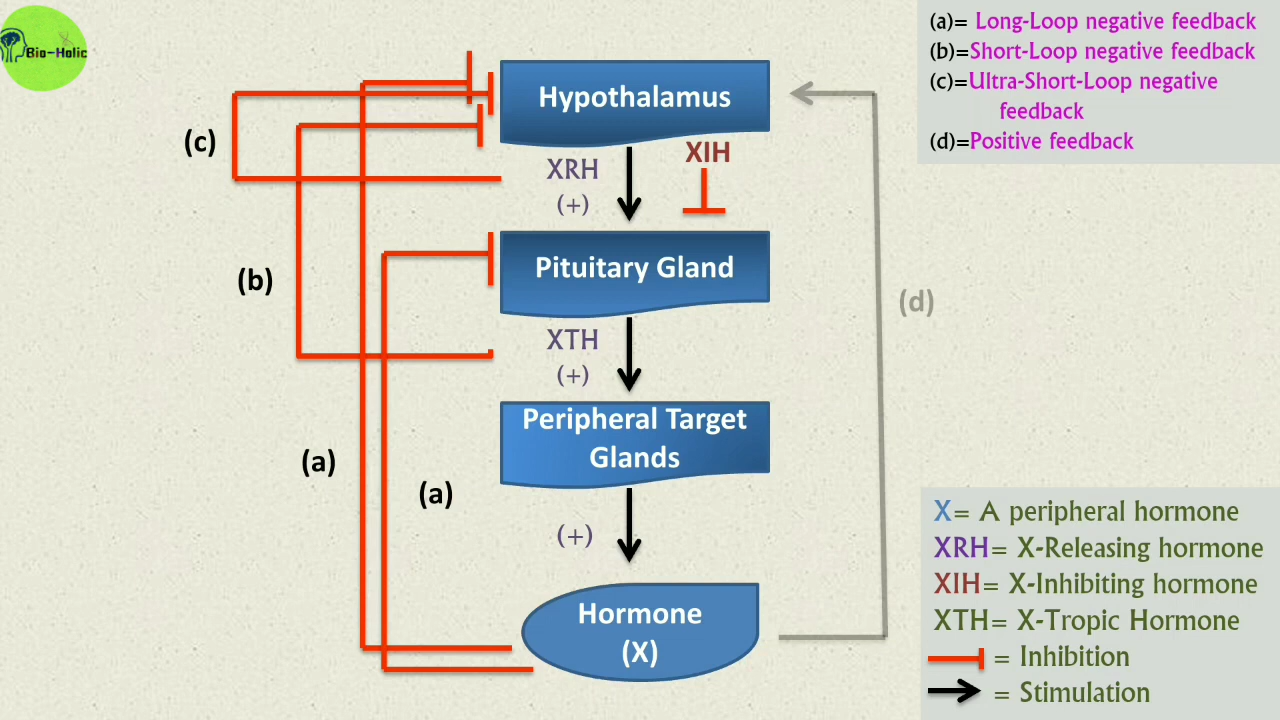 Bio-Holic
(a)= Long-Loop negative feedback
(b)=Short-Loop negative feedback
(c)=Ultra-Short-Loop negative
feedback
(d)=Positive feedback
Hypothalamus
(c)
XRH
(+)
XIH
Pituitary Gland
(b)
(d)
XTH
(+)
Peripheral Target
Glands
(a)
(a)
(+)
Hormone
(X)
X= A peripheral hormone
XRH= X-Releasing hormone
XIH= X-Inhibiting hormone
XTH= X-Tropic Hormone
= Inhibition
= Stimulation